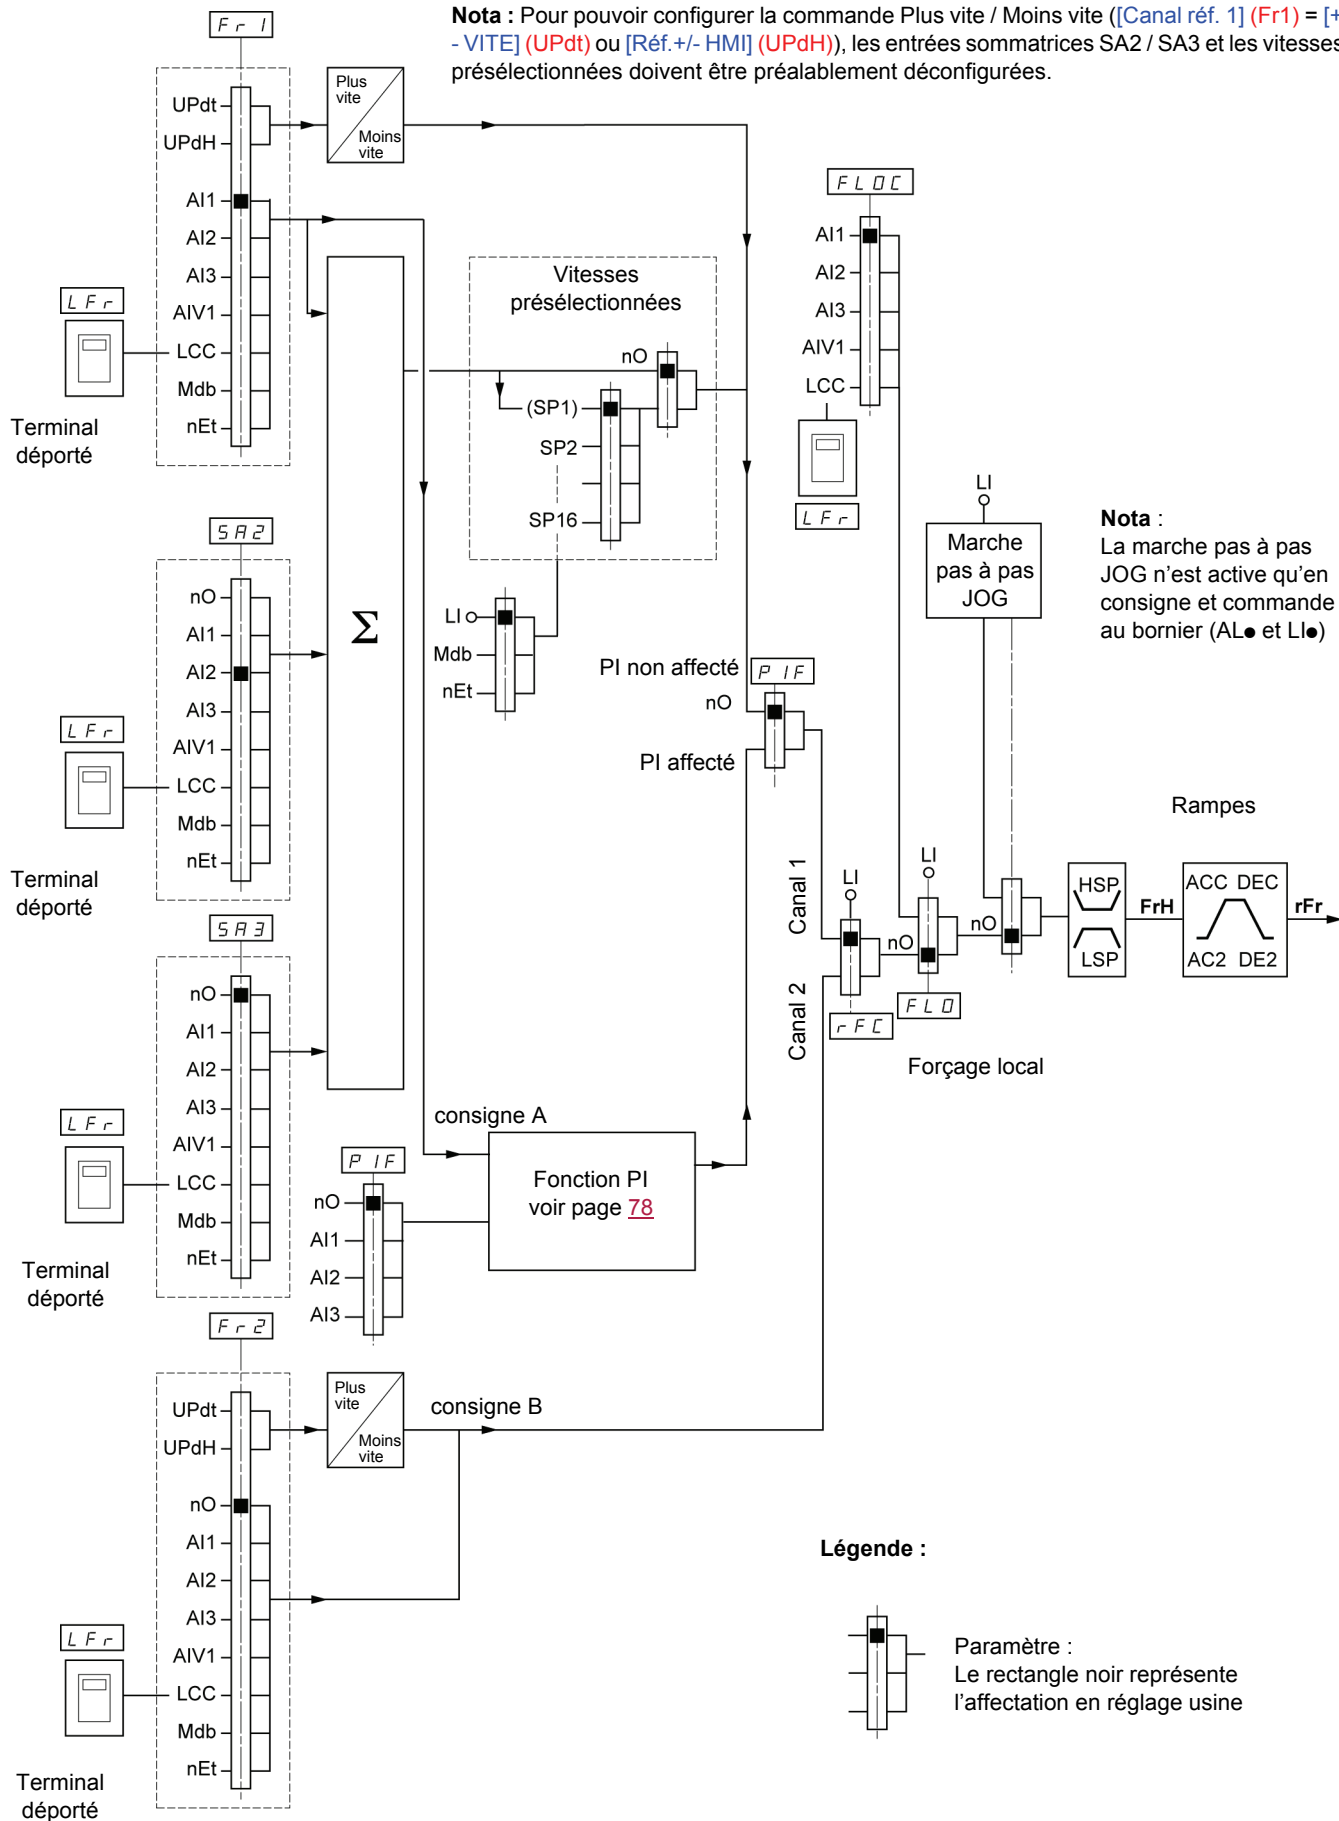 Nota : Pour pouvoir configurer la commande Plus vite / Moins vite ([Canal réf. 1] (Fr1) = [+
- VITE] (UPdt) ou [Réf.+/- HMI] (UPdH)), les entrées sommatrices SA2 / SA3 et les vitesses
présélectionnées doivent être préalablement déconfigurées.
Fr1
UPdt
UPdH
AI1
AI2
AI3
AIV1
LCC
Mdb
nEt
LFr
Terminal
déporté
Plus
vite
Moins
vite
SA2
nO
AI1
AI2
AI3
AIV1
LCC
Mdb
nEt
LFr
Terminal
déporté
SA3
nO
AI1
AI2
AI3
AIV1
LCC
Mdb
nEt
LFr
Terminal
déporté
Σ
Vitesses
présélectionnées
nO
(SP1)
SP2
SP16
LI
Mdb
nEt
PI non affecté
PIF
nO
PI affecté
FLOC
AI1
AI2
AI3
AIV1
LCC
LFr
LI
Marche
pas à pas
JOG
Nota :
La marche pas à pas
JOG n’est active qu’en
consigne et commande
au bornier (AL● et LI●)
Canal 1
Canal 2
LI
rFC
nO
LI
FLO
Forçage local
nO
Rampes
HSP
LSP
FrH
ACC DEC
AC2 DE2
rFr
consigne A
PIF
nO
AI1
AI2
AI3
Fonction PI
voir page 78
Fr2
UPdt
UPdH
nO
AI1
AI2
AI3
AIV1
LCC
Mdb
nEt
LFr
Terminal
déporté
Plus
vite
Moins
vite
consigne B
Légende :
Paramètre :
Le rectangle noir représente
l’affectation en réglage usine